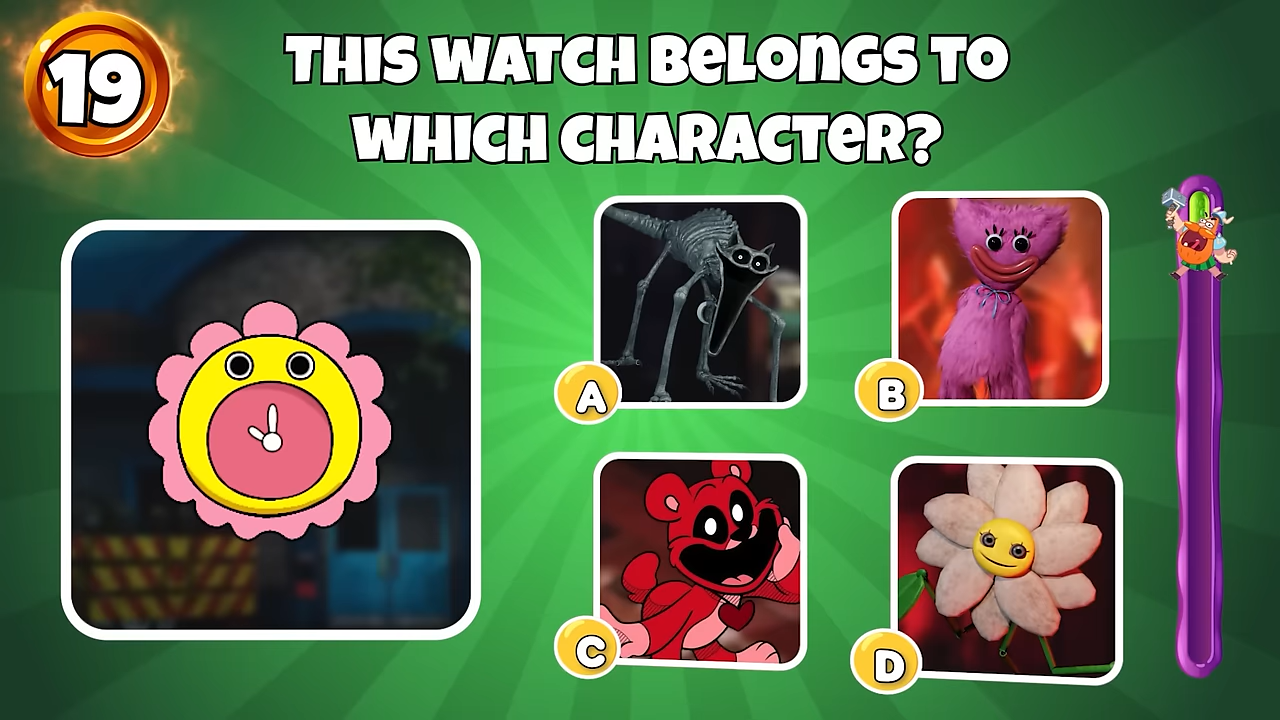 19
THIS WATCH BELONGS TO
WHICH CHARACTER?
A
B
C
D